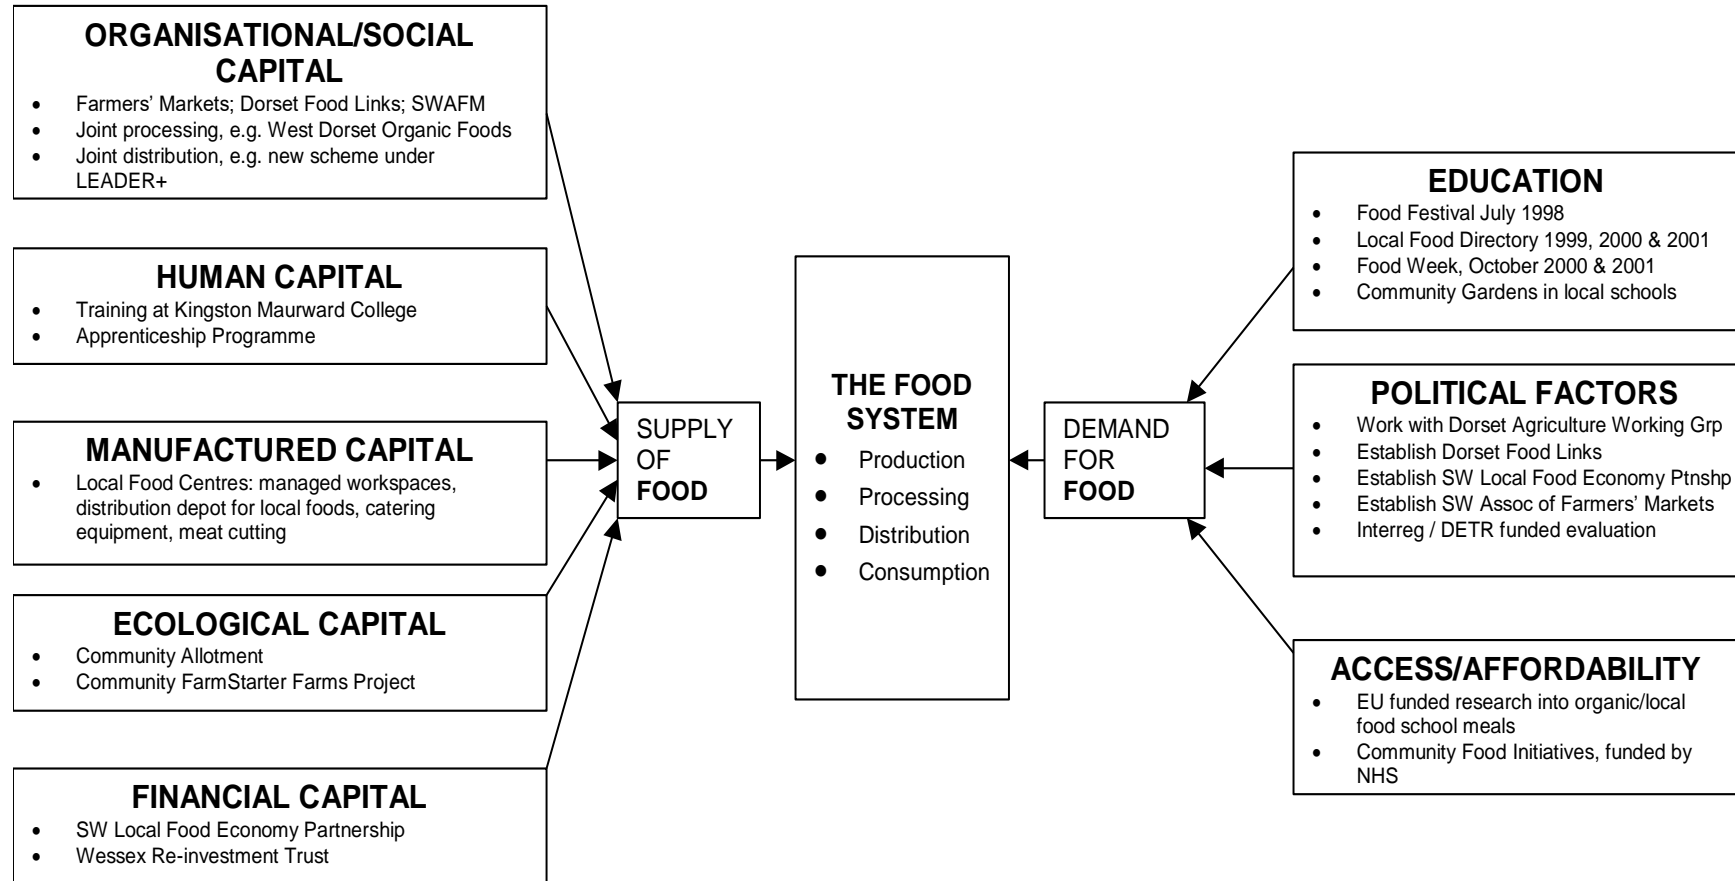 ORGANISATIONAL/SOCIAL
CAPITAL
• Farmers' Markets; Dorset Food Links; SWAFM
• Joint processing, e.g. West Dorset Organic Foods
• Joint distribution, e.g. new scheme under
LEADER+
HUMAN CAPITAL
• Training at Kingston Maurward College
• Apprenticeship Programme
MANUFACTURED CAPITAL
• Local Food Centres: managed workspaces,
distribution depot for local foods, catering
equipment, meat cutting
ECOLOGICAL CAPITAL
• Community Allotment
• Community FarmStarter Farms Project
FINANCIAL CAPITAL
• SW Local Food Economy Partnership
• Wessex Re-investment Trust
SUPPLY
OF
FOOD
THE FOOD
SYSTEM
• Production
• Processing
• Distribution
• Consumption
DEMAND
FOR
FOOD
EDUCATION
• Food Festival July 1998
• Local Food Directory 1999, 2000 & 2001
• Food Week, October 2000 & 2001
• Community Gardens in local schools
POLITICAL FACTORS
• Work with Dorset Agriculture Working Grp
• Establish Dorset Food Links
• Establish SW Local Food Economy Ptnshp
• Establish SW Assoc of Farmers' Markets
• Interreg / DETR funded evaluation
ACCESS/AFFORDABILITY
• EU funded research into organic/local
food school meals
• Community Food Initiatives, funded by
NHS